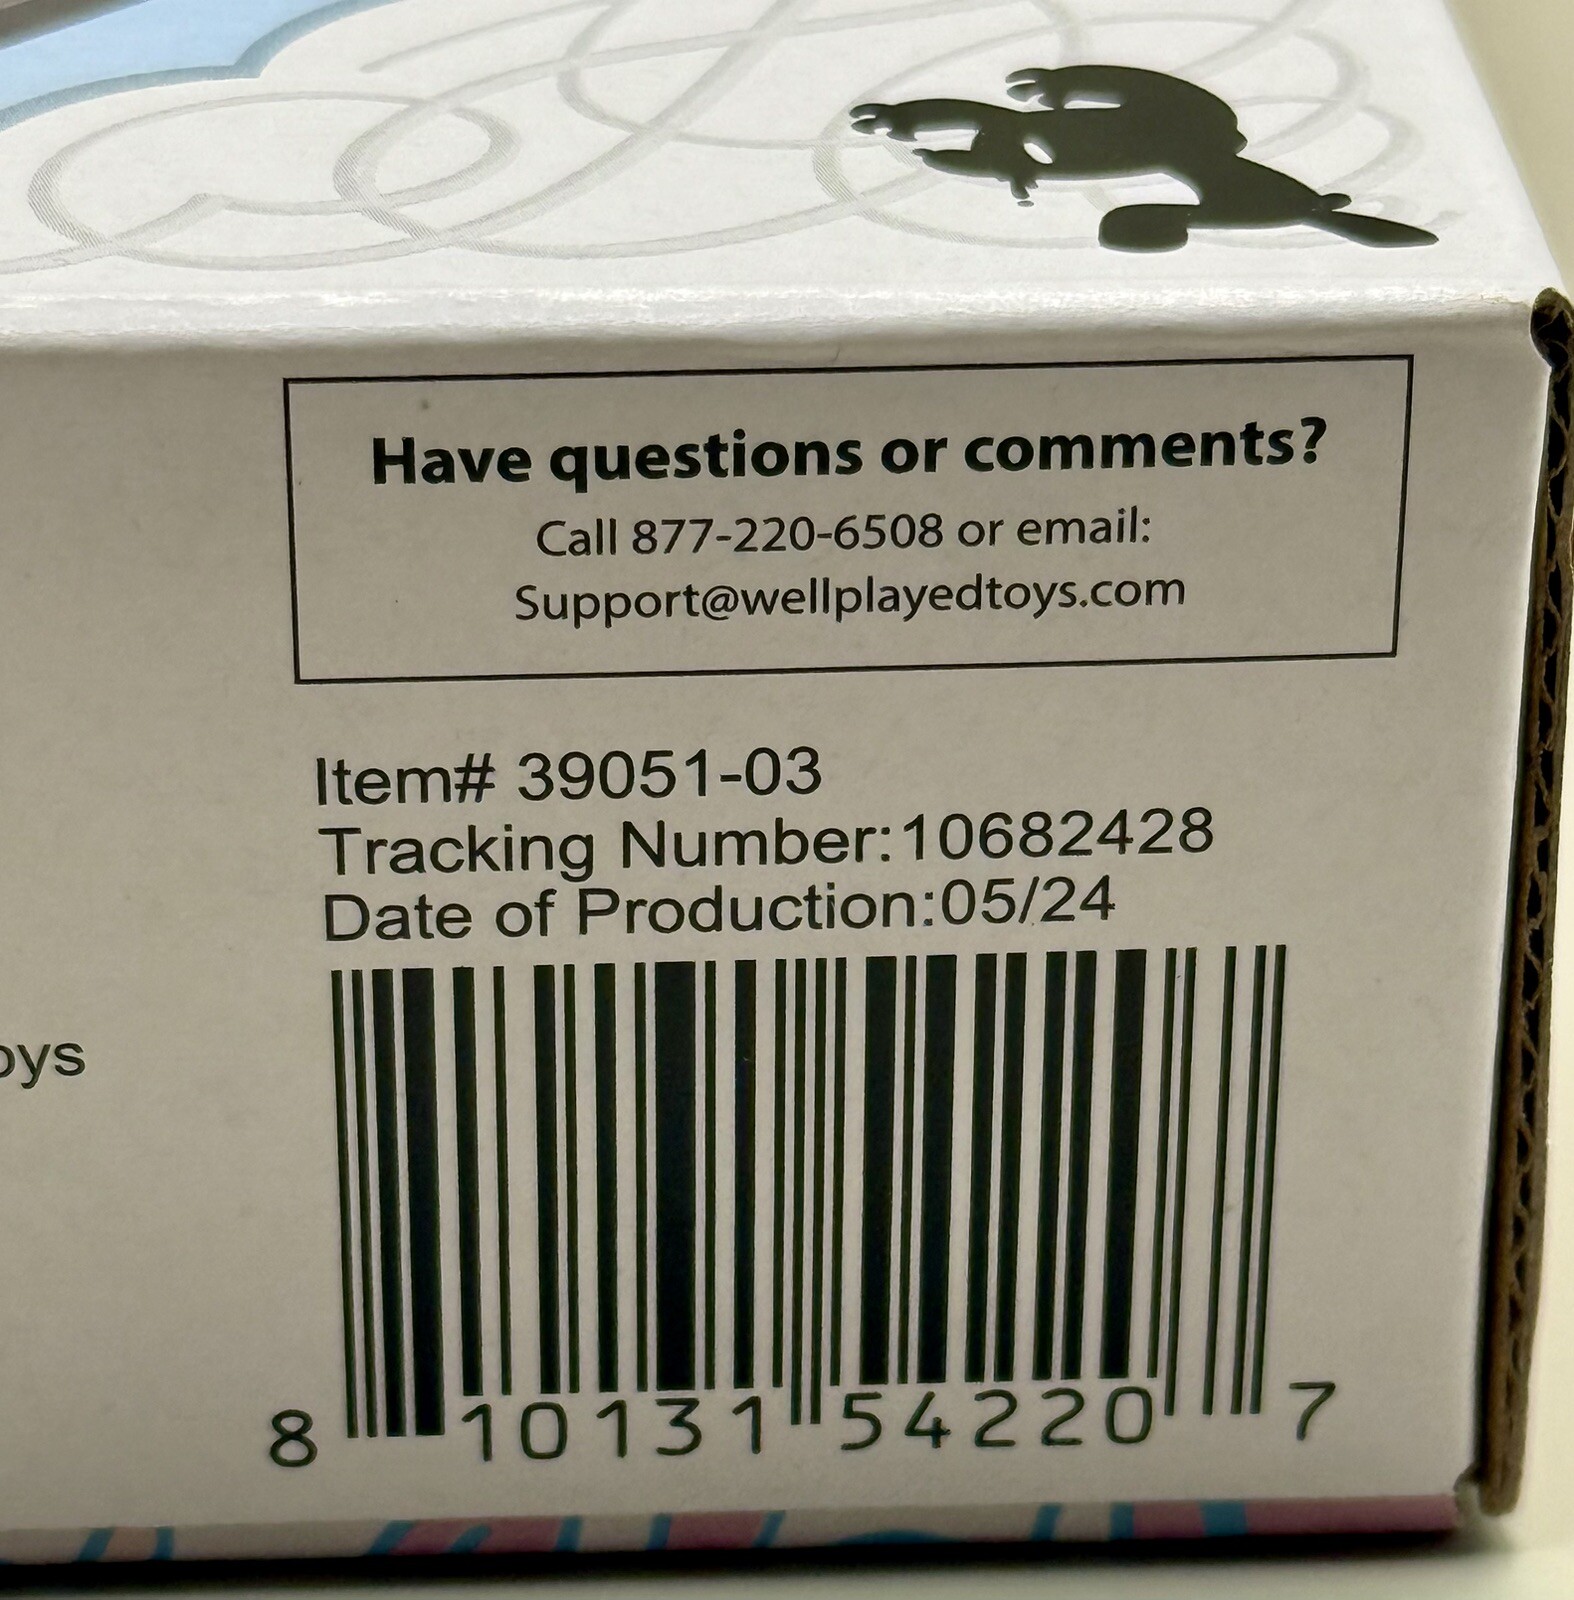 Have questions or comments?
Call 877-220-6508 or email:
Support@wellplayedtoys.com
Item# 39051-03
Tracking Number:10682428
Date of Production:05/24
oys
8 10131 54220 7